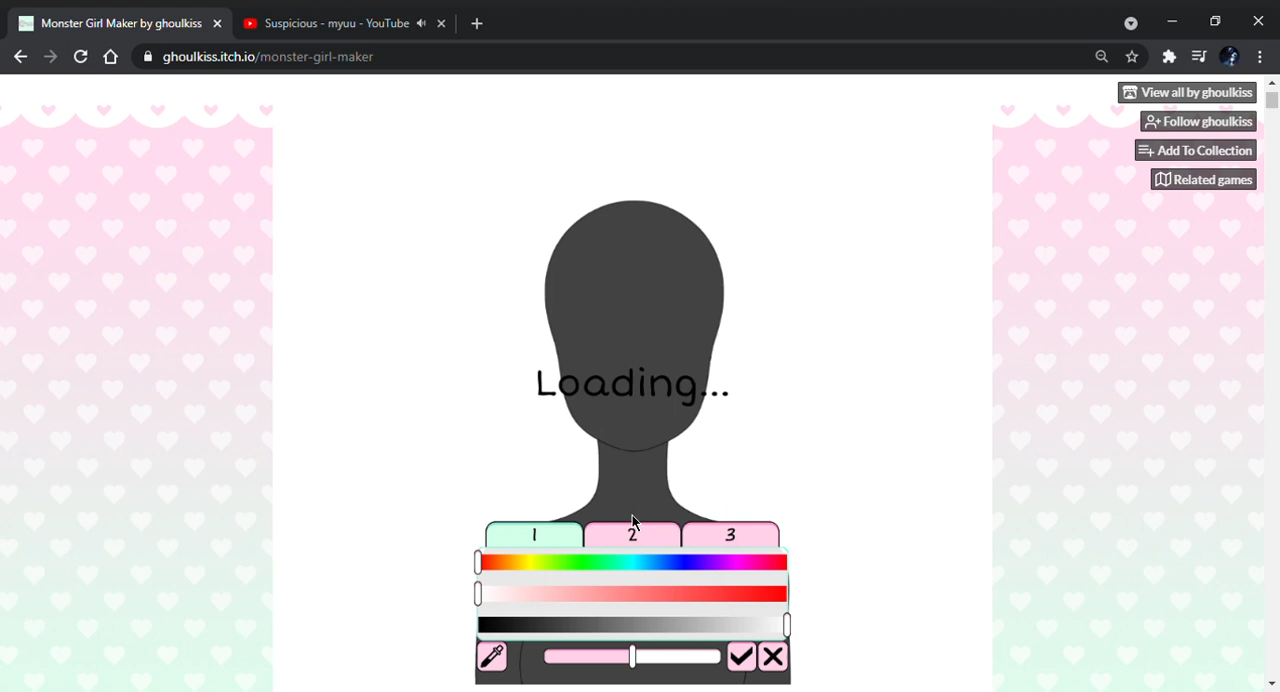 Monster Girl Maker by ghoulkiss
Suspicious - myuu - YouTube
ghoulkiss.itch.io/monster-girl-maker
View all by ghoulkiss
Follow ghoulkiss
Add To Collection
Related games
Loading...
1 2 3